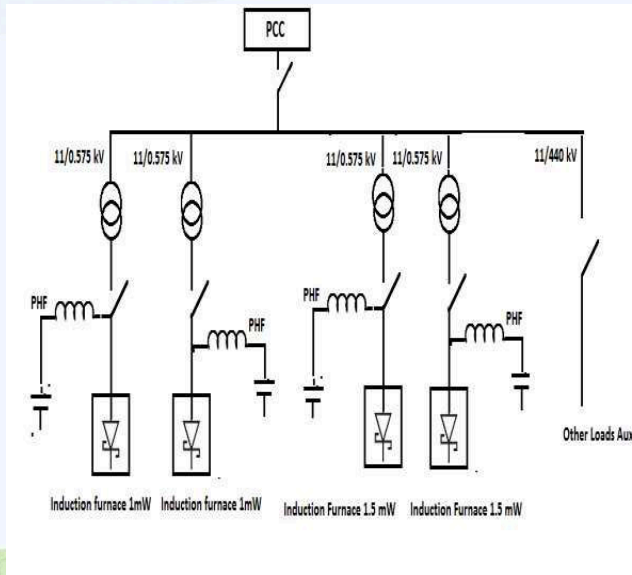 PCC
11/0.575 kV
11/0.575 kV
11/0.575 kV
11/0.575 kV
11/440 kV
PHF
PHF
PHF
PHF
Other Loads Aux
Induction furnace 1mW
Induction furnace 1mW
Induction Furnace 1.5 mW
Induction Furnace 1.5 mW